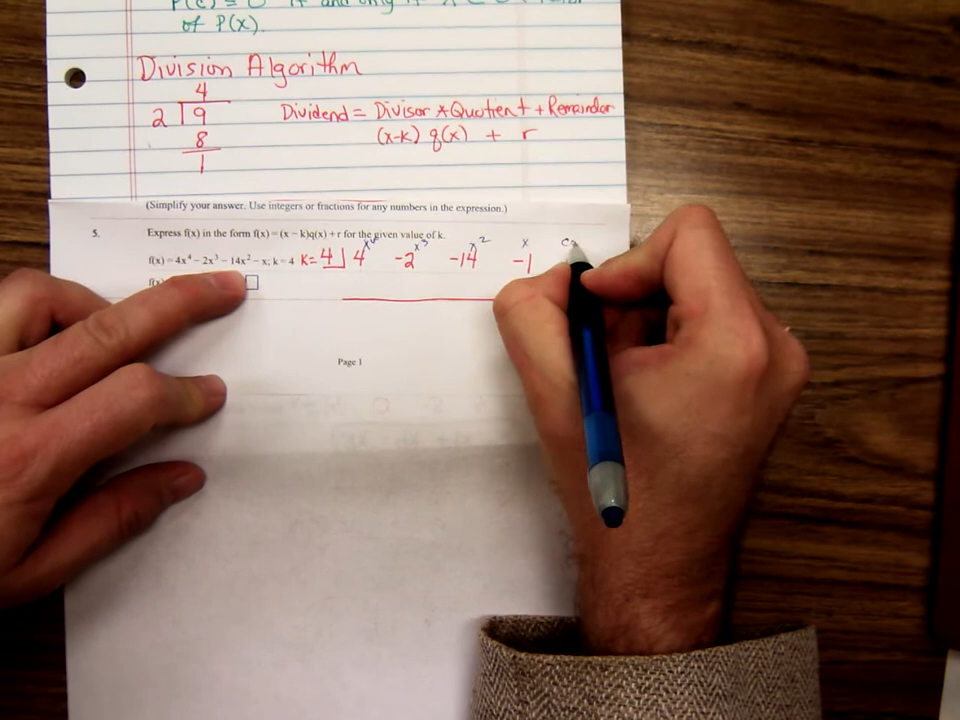 of P(x).
Division Algorithm
4
2 9 Dividend = Divisor * Quotient + Remainder
8 (x-k) q(x) + r
1
(Simplify your answer. Use integers or fractions for any numbers in the expression.)
5. Express f(x) in the form f(x) = (x − k)q(x) + r for the given value of k.
x⁴ x³ x² x
f(x) = 4x⁴ − 2x³ − 14x² − x; k = 4 K= 4 4 -2 -14 -1
Page 1